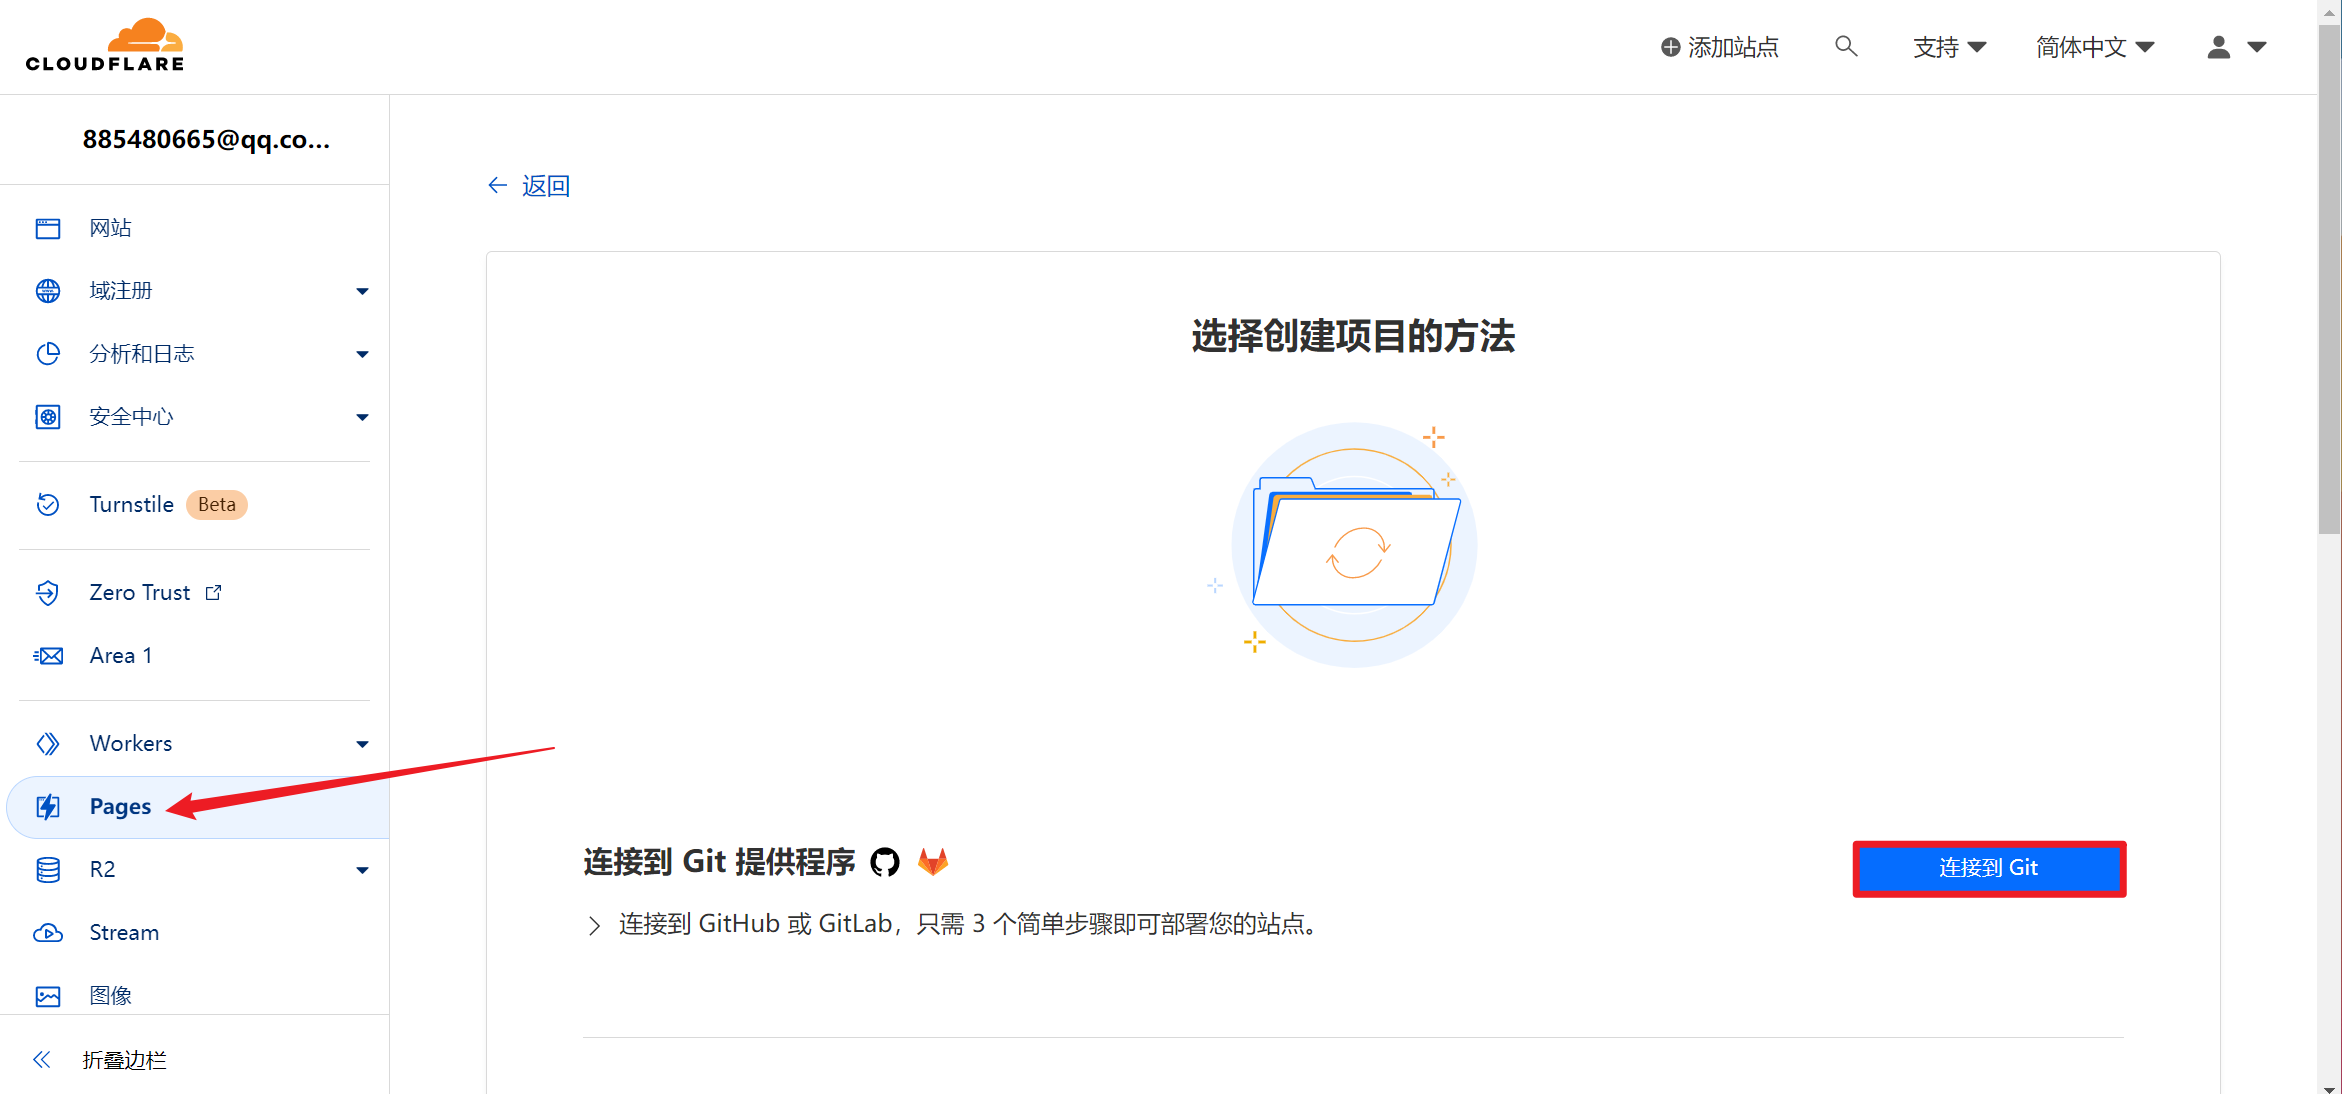 CLOUDFLARE
添加站点
支持
简体中文
885480665@qq.co...
网站
域注册
分析和日志
安全中心
Turnstile Beta
Zero Trust
Area 1
Workers
Pages
R2
Stream
图像
折叠边栏
返回
选择创建项目的方法
连接到 Git 提供程序
连接到 Git
连接到 GitHub 或 GitLab，只需 3 个简单步骤即可部署您的站点。